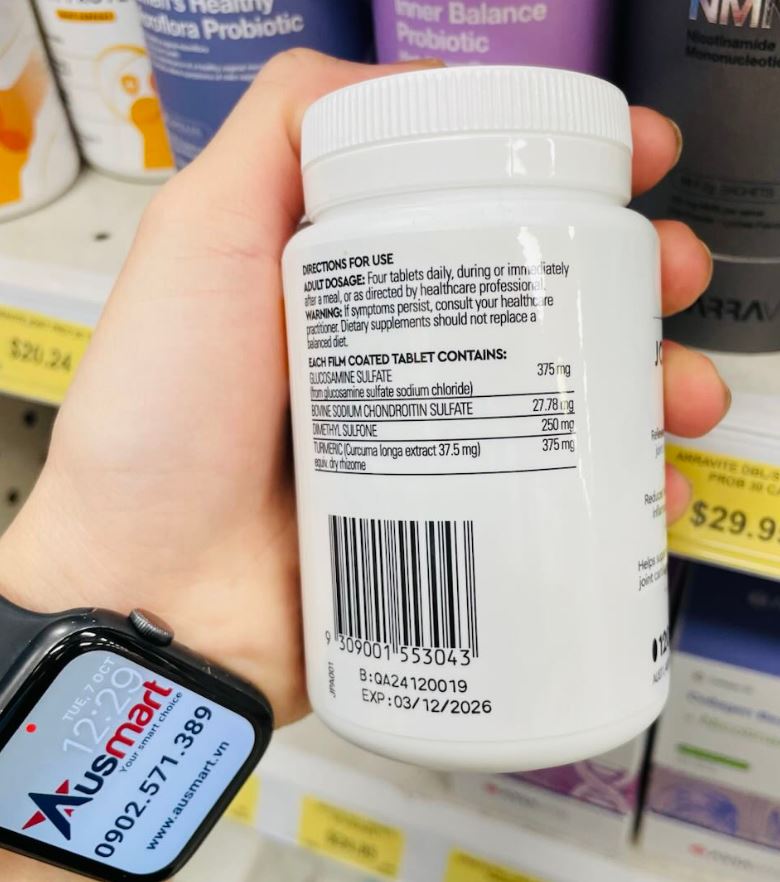 en's Healthy
oroflora Probiotic
Inner Balance
Probiotic
NM
Nicotinamide
Mononucleoti
DIRECTIONS FOR USE
ADULT DOSAGE: Four tablets daily, during or immediately
after a meal, or as directed by healthcare professional.
WARNING: If symptoms persist, consult your healthcare
practitioner. Dietary supplements should not replace a
balanced diet.
EACH FILM COATED TABLET CONTAINS:
GLUCOSAMINE SULFATE 375 mg
(from glucosamine sulfate sodium chloride)
BOVINE SODIUM CHONDROITIN SULFATE 27.78 mg
DIMETHYL SULFONE 250 mg
TURMERIC (Curcuma longa extract 37.5 mg) 375 mg
equiv. dry rhizome
9 309001 553043
JPA001
B:QA24120019
EXP:03/12/2026
$20.24
ARRAV
$29.9
TUE, 7 OCT
12:29
Ausmart
Your smart choice
0902.571.389
www.ausmart.vn